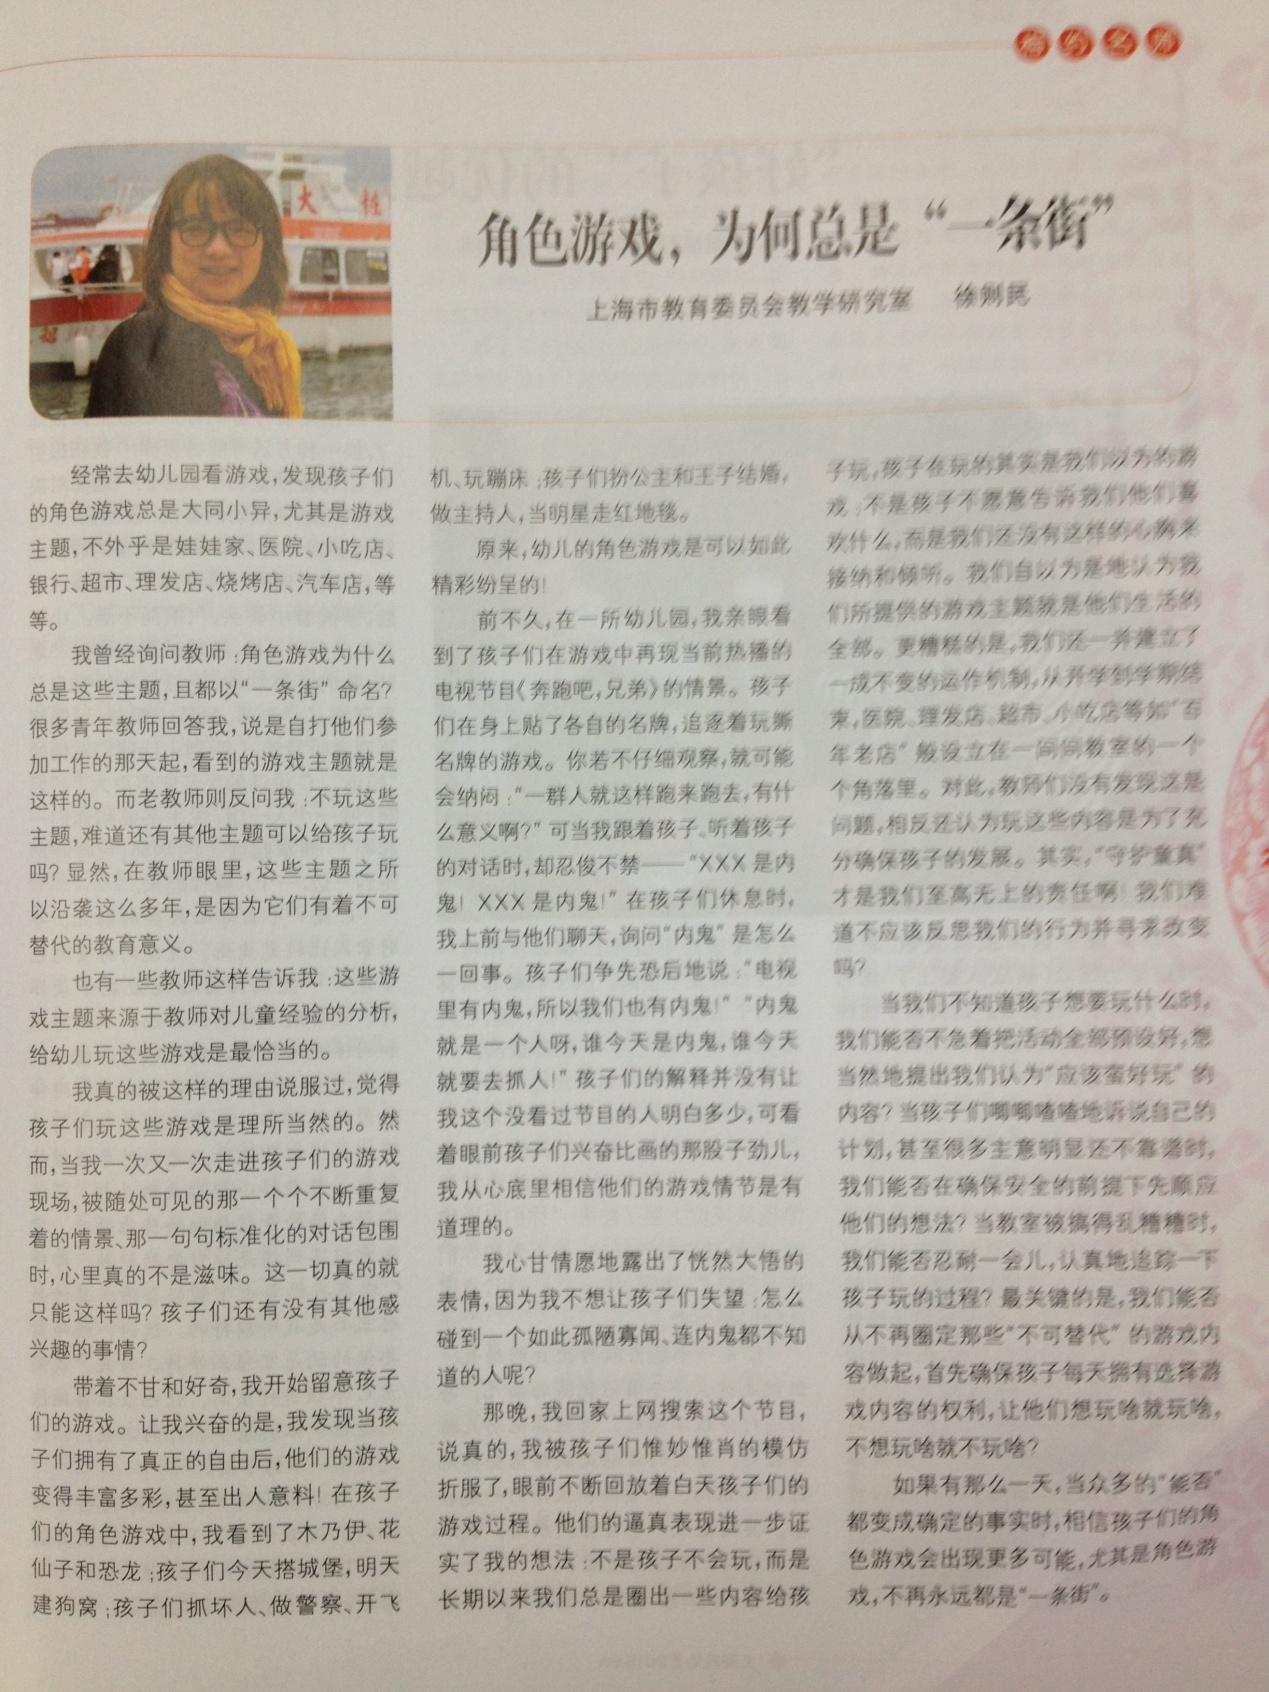 相约名师
大 桩
角色游戏，为何总是“一条街”
上海市教育委员会教学研究室 徐则民
经常去幼儿园看游戏，发现孩子们
的角色游戏总是大同小异，尤其是游戏
主题，不外乎是娃娃家、医院、小吃店、
银行、超市、理发店、烧烤店、汽车店，等
等。
我曾经询问教师：角色游戏为什么
总是这些主题，且都以“一条街”命名？
很多青年教师回答我，说是自打他们参
加工作的那天起，看到的游戏主题就是
这样的。而老教师则反问我：不玩这些
主题，难道还有其他主题可以给孩子玩
吗？显然，在教师眼里，这些主题之所
以沿袭这么多年，是因为它们有着不可
替代的教育意义。
也有一些教师这样告诉我：这些游
戏主题来源于教师对儿童经验的分析，
给幼儿玩这些游戏是最恰当的。
我真的被这样的理由说服过，觉得
孩子们玩这些游戏是理所当然的。然
而，当我一次又一次走进孩子们的游戏
现场，被随处可见的那一个个不断重复
着的情景、那一句句标准化的对话包围
时，心里真的不是滋味。这一切真的就
只能这样吗？孩子们还有没有其他感
兴趣的事情？
带着不甘和好奇，我开始留意孩子
们的游戏。让我兴奋的是，我发现当孩
子们拥有了真正的自由后，他们的游戏
变得丰富多彩，甚至出人意料！在孩子
们的角色游戏中，我看到了木乃伊、花
仙子和恐龙；孩子们今天搭城堡，明天
建狗窝；孩子们抓坏人、做警察、开飞
机、玩蹦床；孩子们扮公主和王子结婚，
做主持人，当明星走红地毯。
原来，幼儿的角色游戏是可以如此
精彩纷呈的！
前不久，在一所幼儿园，我亲眼看
到了孩子们在游戏中再现当前热播的
电视节目《奔跑吧，兄弟》的情景。孩子
们在身上贴了各自的名牌，追逐着玩撕
名牌的游戏。你若不仔细观察，就可能
会纳闷：“一群人就这样跑来跑去，有什
么意义啊？”可当我跟着孩子、听着孩子
的对话时，却忍俊不禁——“XXX 是内
鬼！XXX 是内鬼！”在孩子们休息时，
我上前与他们聊天，询问“内鬼”是怎么
一回事。孩子们争先恐后地说：“电视
里有内鬼，所以我们也有内鬼！”“内鬼
就是一个人呀，谁今天是内鬼，谁今天
就要去抓人！”孩子们的解释并没有让
我这个没看过节目的人明白多少，可看
着眼前孩子们兴奋比画的那股子劲儿，
我从心底里相信他们的游戏情节是有
道理的。
我心甘情愿地露出了恍然大悟的
表情，因为我不想让孩子们失望：怎么
碰到一个如此孤陋寡闻、连内鬼都不知
道的人呢？
那晚，我回家上网搜索这个节目，
说真的，我被孩子们惟妙惟肖的模仿
折服了，眼前不断回放着白天孩子们的
游戏过程。他们的逼真表现进一步证
实了我的想法：不是孩子不会玩，而是
长期以来我们总是圈出一些内容给孩
子玩，孩子在玩的其实是我们以为的游
戏；不是孩子不愿意告诉我们他们喜
欢什么，而是我们还没有这样的心胸来
接纳和倾听。我们自以为是地认为我
们所提供的游戏主题就是他们生活的
全部。更糟糕的是，我们还一并建立了
一成不变的运作机制，从开学到学期结
束，医院、理发店、超市、小吃店等如“百
年老店”般设立在一间间教室的一个
个角落里。对此，教师们没有发现这是
问题，相反还认为玩这些内容是为了充
分确保孩子的发展。其实，“守护童真”
才是我们至高无上的责任啊！我们难
道不应该反思我们的行为并寻求改变
吗？
当我们不知道孩子想要玩什么时，
我们能否不急着把活动全部预设好，想
当然地提出我们认为“应该蛮好玩”的
内容？当孩子们唧唧喳喳地诉说自己的
计划，甚至很多主意明显还不靠谱时，
我们能否在确保安全的前提下先顺应
他们的想法？当教室被搞得乱糟糟时，
我们能否忍耐一会儿，认真地追踪一下
孩子玩的过程？最关键的是，我们能否
从不再圈定那些“不可替代”的游戏内
容做起，首先确保孩子每天拥有选择游
戏内容的权利，让他们想玩啥就玩啥，
不想玩啥就不玩啥？
如果有那么一天，当众多的“能否”
都变成确定的事实时，相信孩子们的角
色游戏会出现更多可能，尤其是角色游
戏，不再永远都是“一条街”。